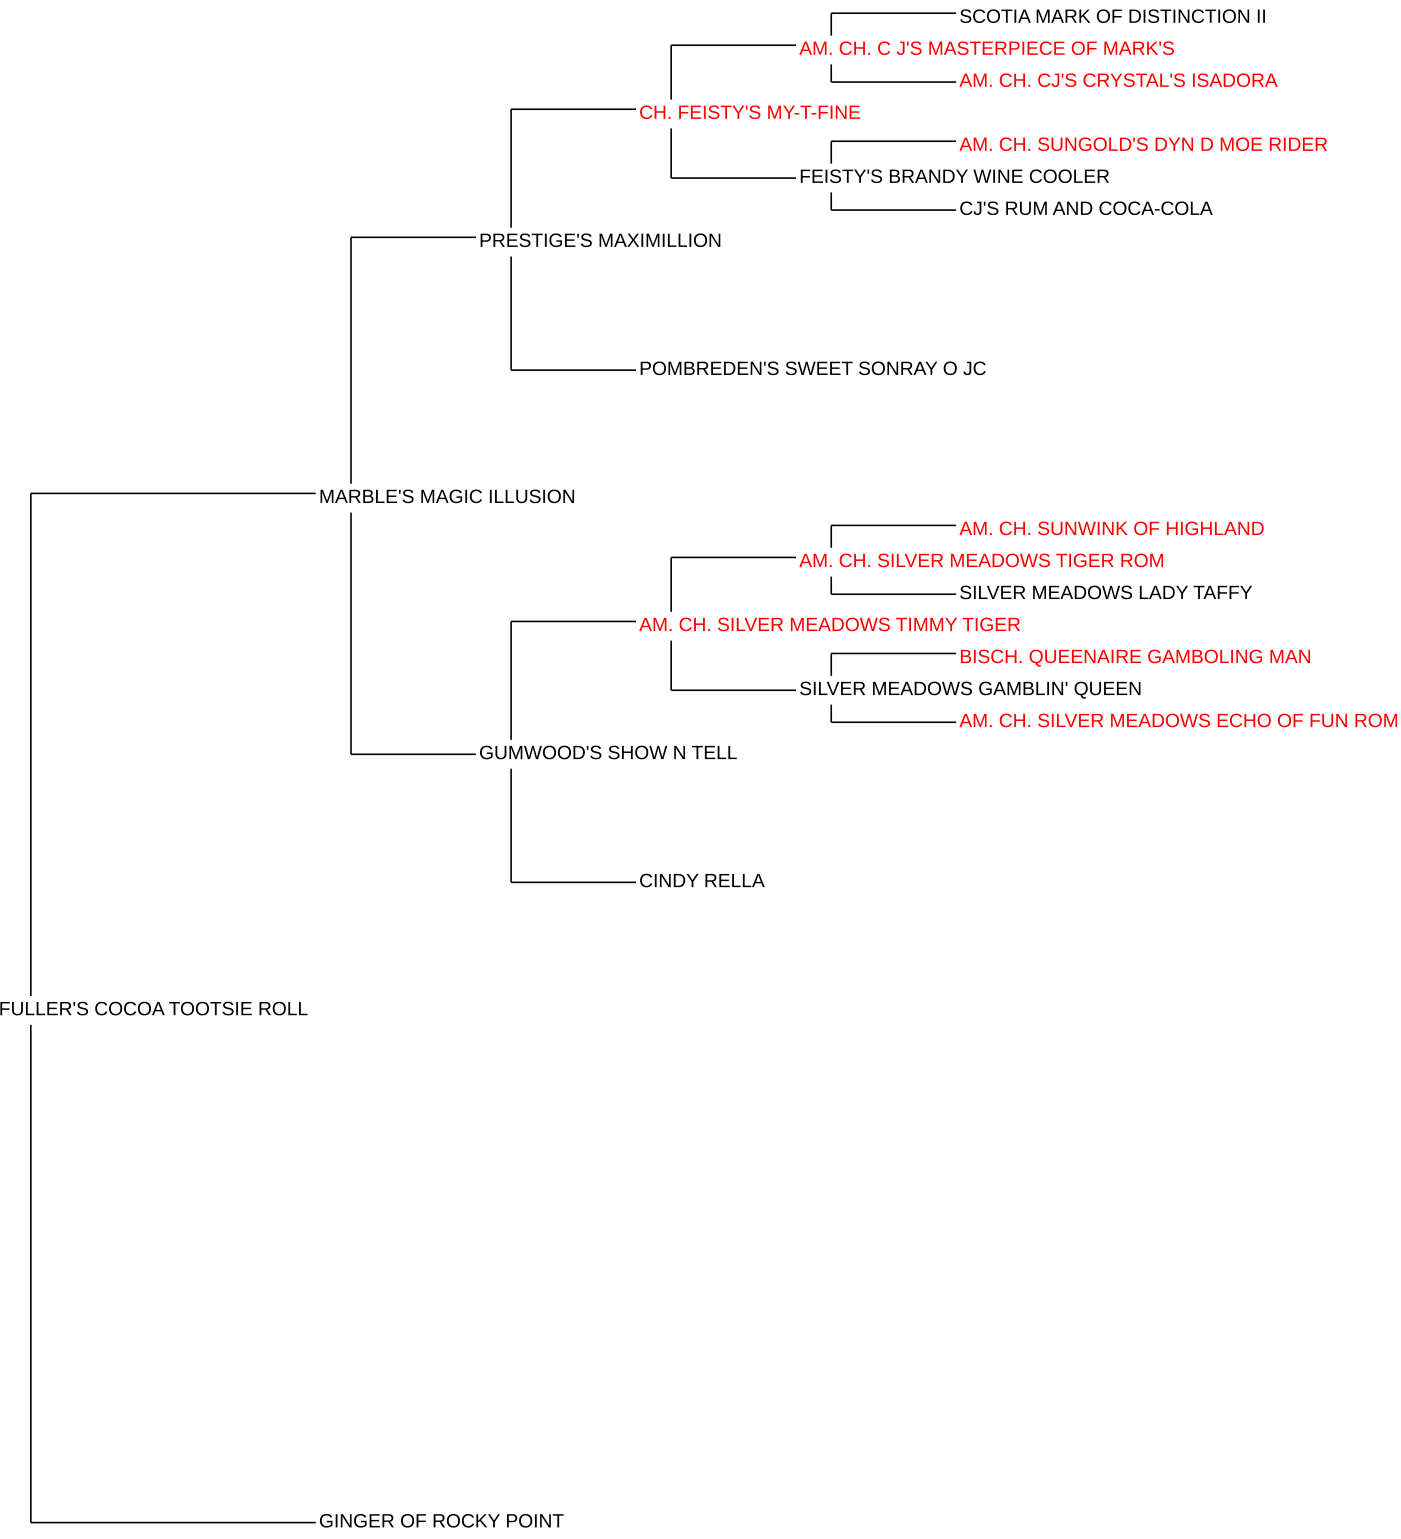 SCOTIA MARK OF DISTINCTION II
AM. CH. C J'S MASTERPIECE OF MARK'S
AM. CH. CJ'S CRYSTAL'S ISADORA
CH. FEISTY'S MY-T-FINE
AM. CH. SUNGOLD'S DYN D MOE RIDER
FEISTY'S BRANDY WINE COOLER
CJ'S RUM AND COCA-COLA
PRESTIGE'S MAXIMILLION
POMBREDEN'S SWEET SONRAY O JC
MARBLE'S MAGIC ILLUSION
AM. CH. SUNWINK OF HIGHLAND
AM. CH. SILVER MEADOWS TIGER ROM
SILVER MEADOWS LADY TAFFY
AM. CH. SILVER MEADOWS TIMMY TIGER
BISCH. QUEENAIRE GAMBOLING MAN
SILVER MEADOWS GAMBLIN' QUEEN
AM. CH. SILVER MEADOWS ECHO OF FUN ROM
GUMWOOD'S SHOW N TELL
CINDY RELLA
FULLER'S COCOA TOOTSIE ROLL
GINGER OF ROCKY POINT